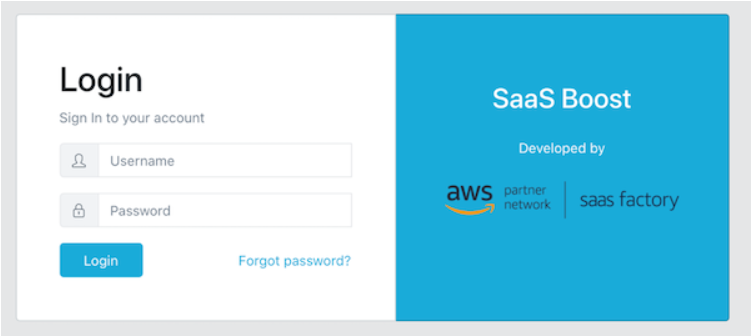 Login
Sign In to your account
Username
Password
Login
Forgot password?
SaaS Boost
Developed by
aws partner network | saas factory